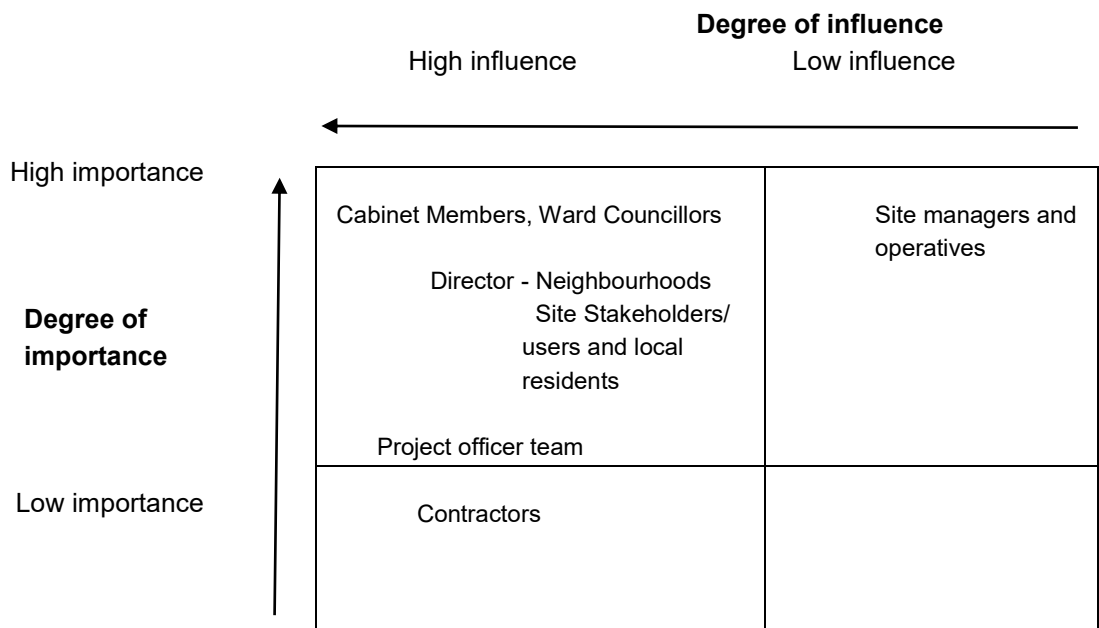 Degree of influence
High influence Low influence
High importance
Cabinet Members, Ward Councillors
Site managers and
operatives
Director - Neighbourhoods
Site Stakeholders/
users and local
residents
Degree of
importance
Project officer team
Low importance
Contractors